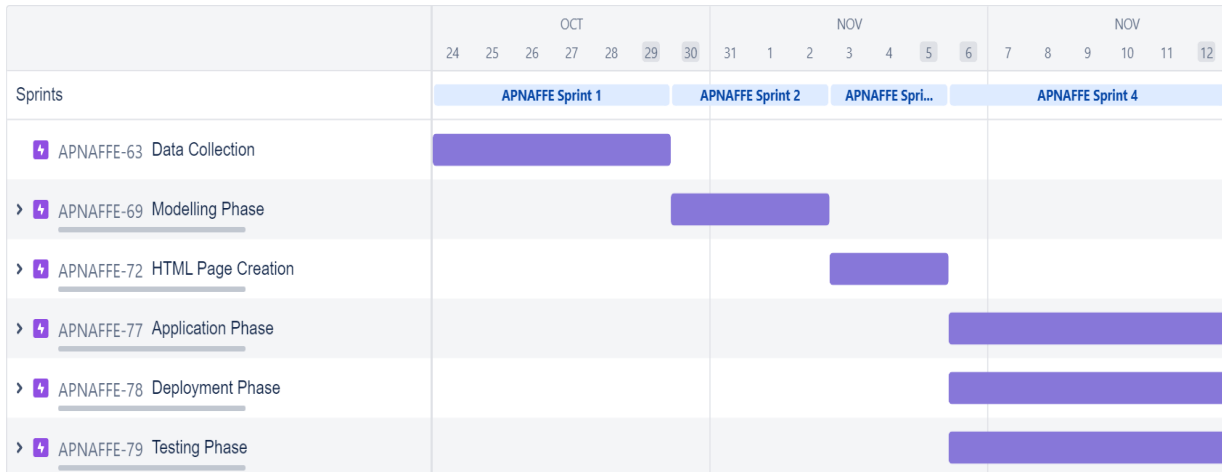 OCT NOV NOV
24 25 26 27 28 29 30 31 1 2 3 4 5 6 7 8 9 10 11 12
Sprints APNAFFE Sprint 1 APNAFFE Sprint 2 APNAFFE Spri... APNAFFE Sprint 4
APNAFFE-63 Data Collection
APNAFFE-69 Modelling Phase
APNAFFE-72 HTML Page Creation
APNAFFE-77 Application Phase
APNAFFE-78 Deployment Phase
APNAFFE-79 Testing Phase